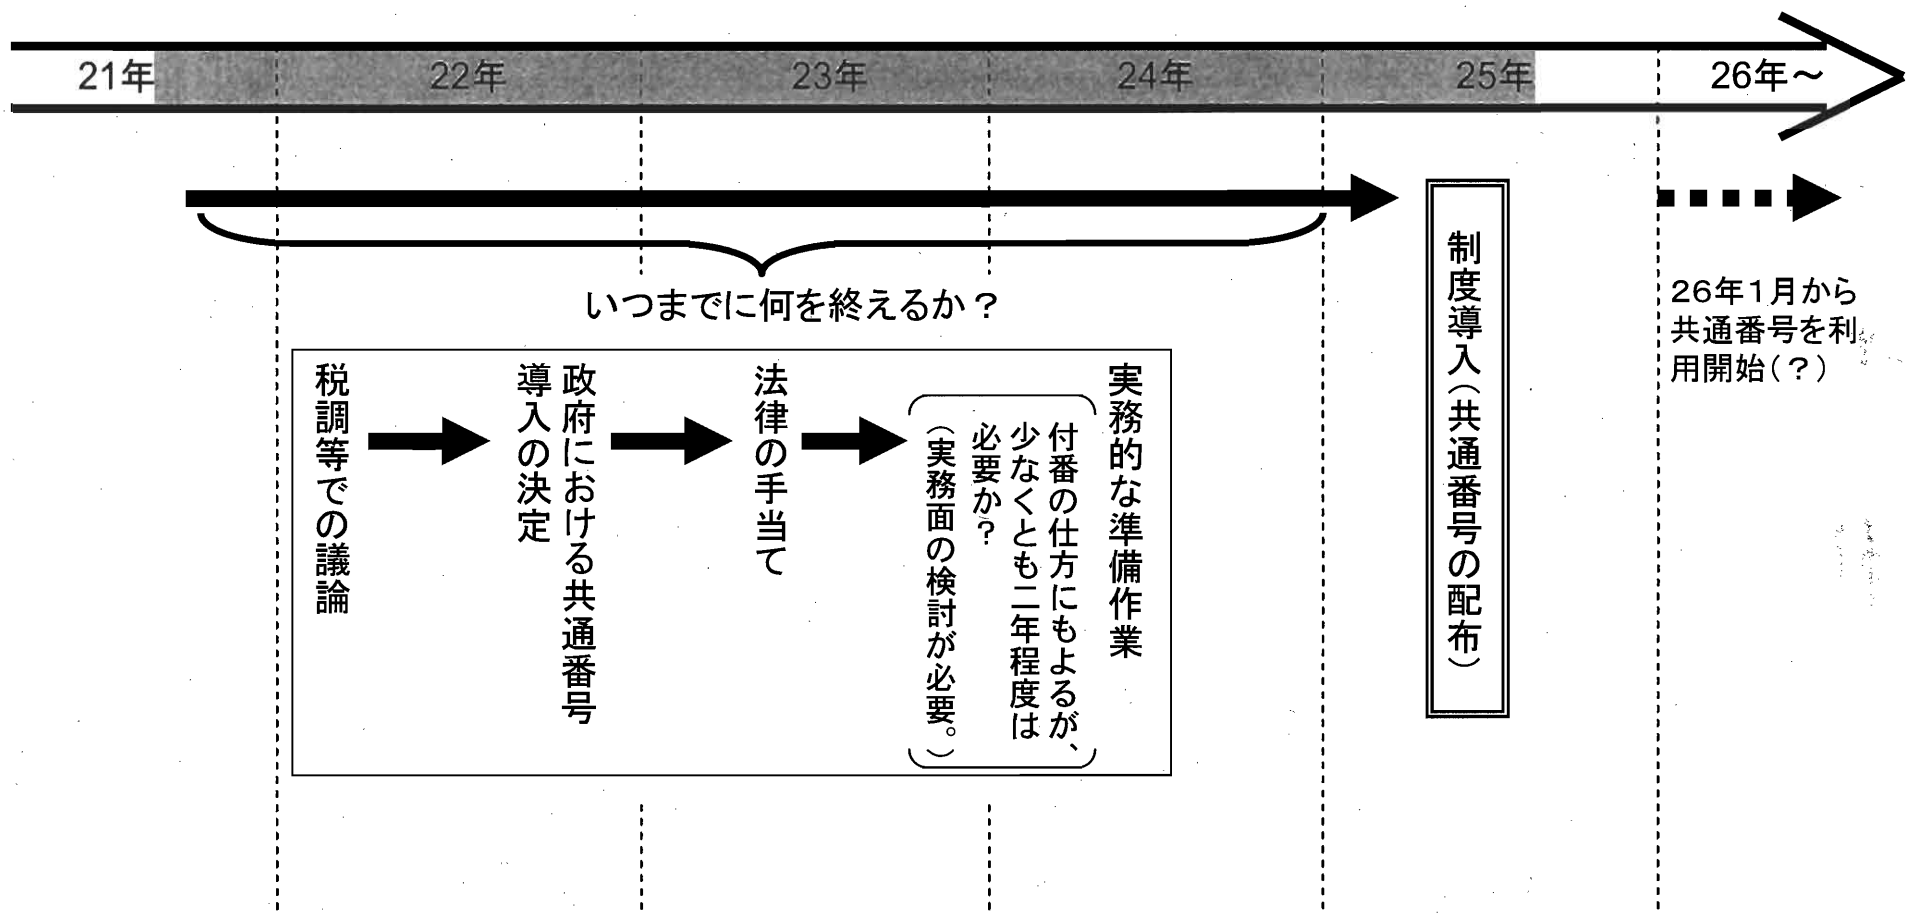 21年
22年
23年
24年
25年
26年～
いつまでに何を終えるか？
税調等での議論
政府における共通番号
導入の決定
法律の手当て
実務的な準備作業
付番の仕方にもよるが、
少なくとも二年程度は
必要か？
（実務面の検討が必要。）
制度導入（共通番号の配布）
26年１月から
共通番号を利
用開始（？）